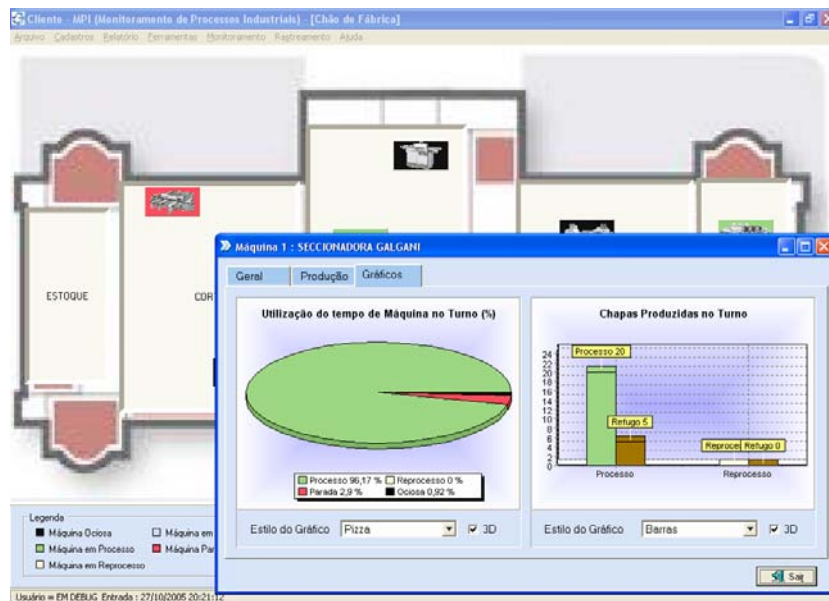 Cliente - MPI (Monitoramento de Processos Industriais) - [Chão de Fábrica]
Arquivo Cadastros Relatório Ferramentas Monitoramento Rastreamento Ajuda
ESTOQUE
COR
Máquina 1 : SECCIONADORA GALGANI
Geral Produção Gráficos
Utilização do tempo de Máquina no Turno (%)
Processo 96,17 % Reprocesso 0 %
Parada 2,9 % Ociosa 0,92 %
Estilo do Gráfico Pizza 3D
Chapas Produzidas no Turno
24
22
20
18
16
14
12
10
8
6
4
2
0
Processo 20
Refugo 5
Reproce Refugo 0
Processo Reprocesso
Estilo do Gráfico Barras 3D
Sair
Legenda
Máquina Ociosa Máquina em
Máquina em Processo Máquina Par
Máquina em Reprocesso
Usuário = EM DEBUG Entrada : 27/10/2005 20:21:12